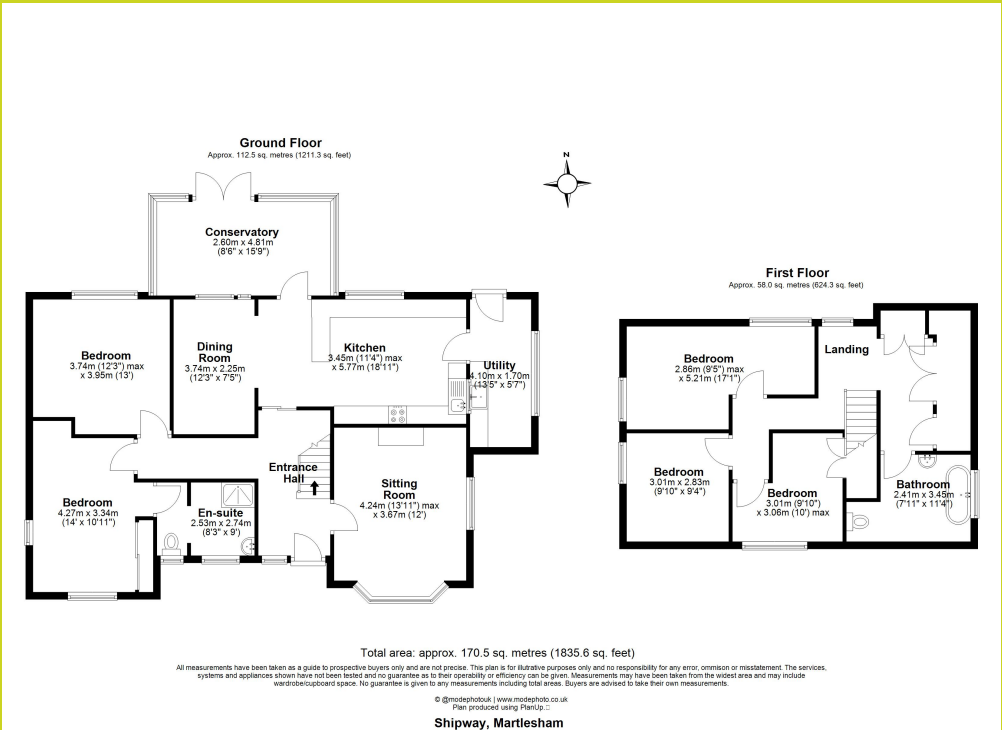 Ground Floor
Approx. 112.5 sq. metres (1211.3 sq. feet)
N
Conservatory
2.60m x 4.81m
(8'6" x 15'9")
Bedroom
3.74m (12'3") max
x 3.95m (13')
Dining
Room
3.74m x 2.25m
(12'3" x 7'5")
Kitchen
3.45m (11'4") max
x 5.77m (18'11")
Utility
4.10m x 1.70m
(13'5" x 5'7")
Entrance
Hall
Sitting
Room
4.24m (13'11") max
x 3.67m (12')
Bedroom
4.27m x 3.34m
(14' x 10'11")
En-suite
2.53m x 2.74m
(8'3" x 9')
First Floor
Approx. 58.0 sq. metres (624.3 sq. feet)
Bedroom
2.86m (9'5") max
x 5.21m (17'1")
Landing
Bedroom
3.01m x 2.83m
(9'10" x 9'4")
Bedroom
3.01m (9'10")
x 3.06m (10') max
Bathroom
2.41m x 3.45m
(7'11" x 11'4")
Total area: approx. 170.5 sq. metres (1835.6 sq. feet)
All measurements have been taken as a guide to prospective buyers only and are not precise. This plan is for illutrative purposes only and no responsibility for any error, ommison or misstatement. The services,
systems and appliances shown have not been tested and no guarantee as to their operability or efficiency can be given. Measurements may have been taken from the widest area and may include
wardrobe/cupboard space. No guarantee is given to any measurements including total areas. Buyers are advised to take their own measurements.
© @modephotouk | www.modephoto.co.uk
Plan produced using PlanUp.
Shipway, Martlesham